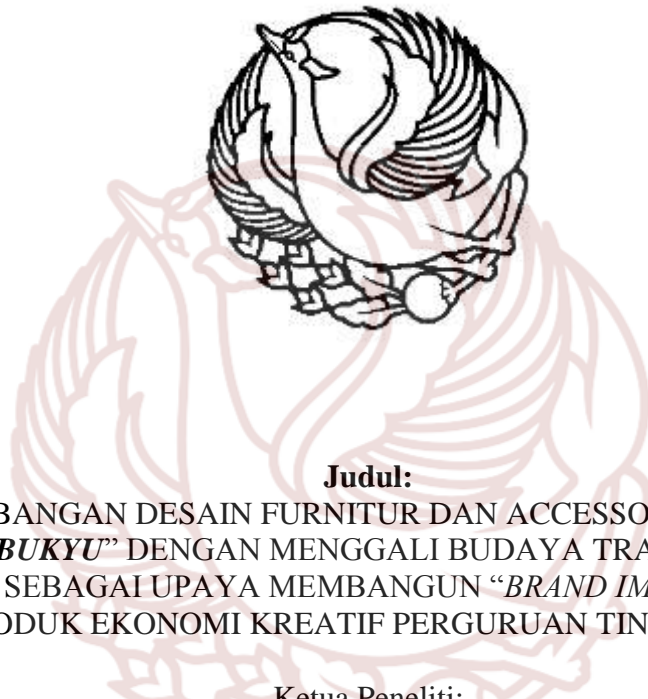 Judul:
BANGAN DESAIN FURNITUR DAN ACCESSO
BUKYU” DENGAN MENGGALI BUDAYA TRA
SEBAGAI UPAYA MEMBANGUN “BRAND IM
ODUK EKONOMI KREATIF PERGURUAN TIN
Ketua Peneliti: